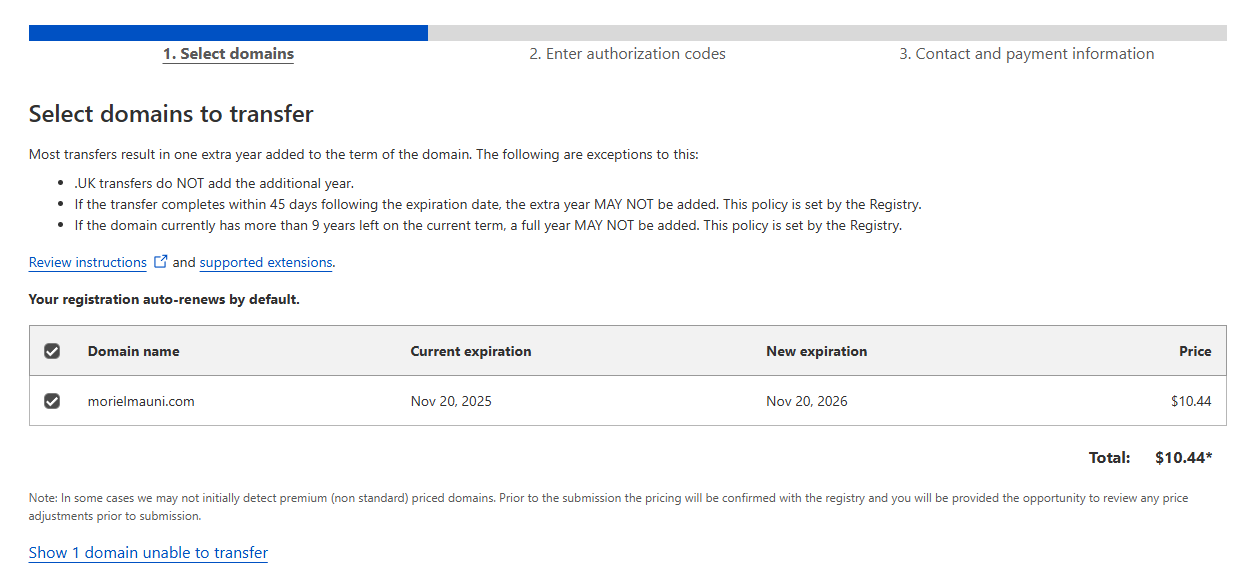 1. Select domains
2. Enter authorization codes
3. Contact and payment information
Select domains to transfer
Most transfers result in one extra year added to the term of the domain. The following are exceptions to this:
.UK transfers do NOT add the additional year.
If the transfer completes within 45 days following the expiration date, the extra year MAY NOT be added. This policy is set by the Registry.
If the domain currently has more than 9 years left on the current term, a full year MAY NOT be added. This policy is set by the Registry.
Review instructions and supported extensions.
Your registration auto-renews by default.
Domain name Current expiration New expiration Price
morielmauni.com Nov 20, 2025 Nov 20, 2026 $10.44
Total: $10.44*
Note: In some cases we may not initially detect premium (non standard) priced domains. Prior to the submission the pricing will be confirmed with the registry and you will be provided the opportunity to review any price
adjustments prior to submission.
Show 1 domain unable to transfer